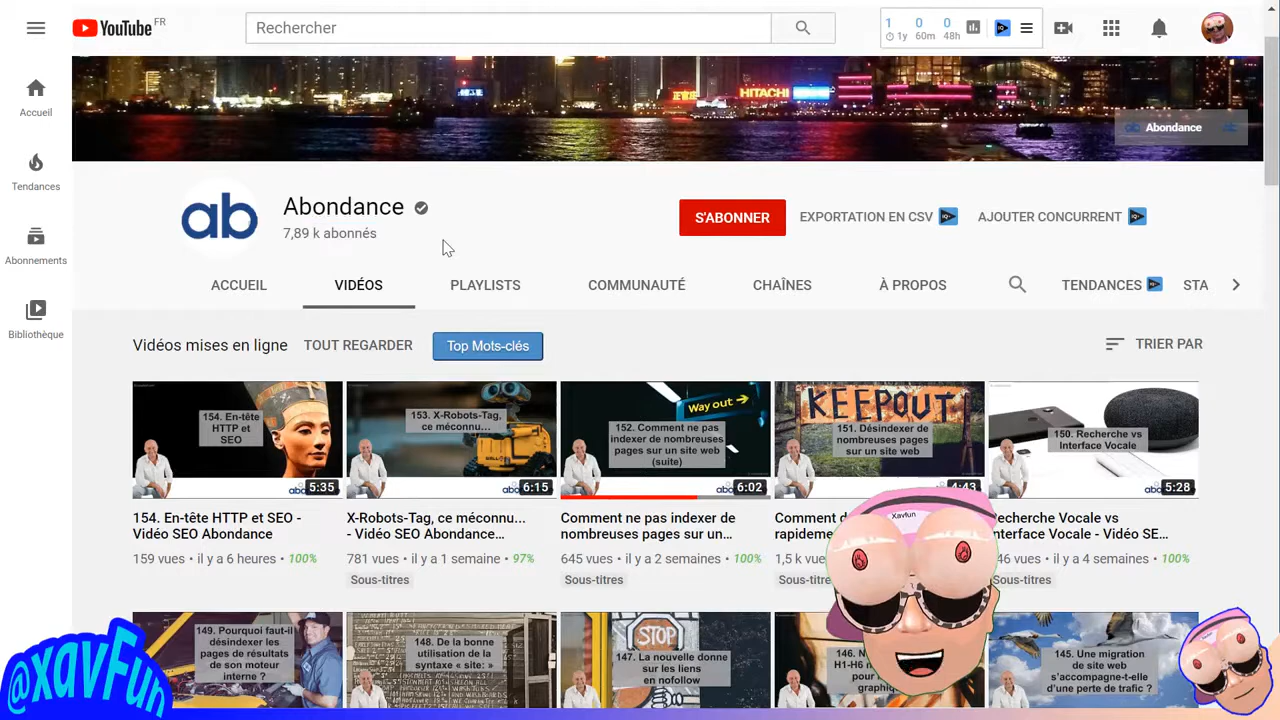 YouTube FR
Rechercher
1 0 0
1y 60m 48h
HITACHI
Abondance
Accueil
Tendances
Abonnements
Bibliothèque
ab
Abondance
7,89 k abonnés
S'ABONNER
EXPORTATION EN CSV
AJOUTER CONCURRENT
ACCUEIL
VIDÉOS
PLAYLISTS
COMMUNAUTÉ
CHAÎNES
À PROPOS
TENDANCES
STA
Vidéos mises en ligne
TOUT REGARDER
Top Mots-clés
TRIER PAR
154. En-tête
HTTP et
SEO
5:35
153. X-Robots-Tag,
ce méconnu...
6:15
Way out
152. Comment ne pas
indexer de nombreuses
pages sur un site web
(suite)
6:02
KEEPOUT
151. Désindexer de
nombreuses pages
sur un site web
4:43
150. Recherche vs
Interface Vocale
5:28
154. En-tête HTTP et SEO -
Vidéo SEO Abondance
159 vues • il y a 6 heures • 100%
X-Robots-Tag, ce méconnu...
- Vidéo SEO Abondance...
781 vues • il y a 1 semaine • 97%
Sous-titres
Comment ne pas indexer de
nombreuses pages sur un...
645 vues • il y a 2 semaines • 100%
Sous-titres
Comment d
rapideme
1,5 k vue
Sous-titre
echerche Vocale vs
nterface Vocale - Vidéo SE...
46 vues • il y a 4 semaines • 100%
Sous-titres
Xavfun
149. Pourquoi faut-il
désindexer les
pages de résultats
de son moteur
interne ?
148. De la bonne
utilisation de la
syntaxe « site: »
STOP
147. La nouvelle donne
sur les liens
en nofollow
146. N
H1-H6
pour
graphiq
145. Une migration
de site web
s'accompagne-t-elle
d'une perte de trafic ?
@xavFun